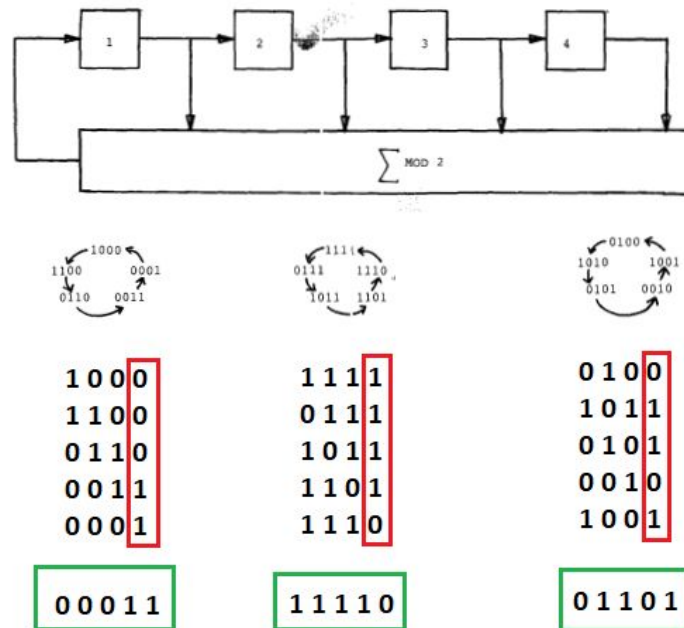 1 2 3 4
∑ MOD 2
1000 0100
1100 0001 0111 1110 1010 1001
0110 0011 1011 1101 0101 0010
1 0 0 0 1 1 1 1 0 1 0 0
1 1 0 0 0 1 1 1 1 0 1 1
0 1 1 0 1 0 1 1 0 1 0 1
0 0 1 1 1 1 0 1 0 0 1 0
0 0 0 1 1 1 1 0 1 0 0 1
0 0 0 1 1 1 1 1 1 0 0 1 1 0 1